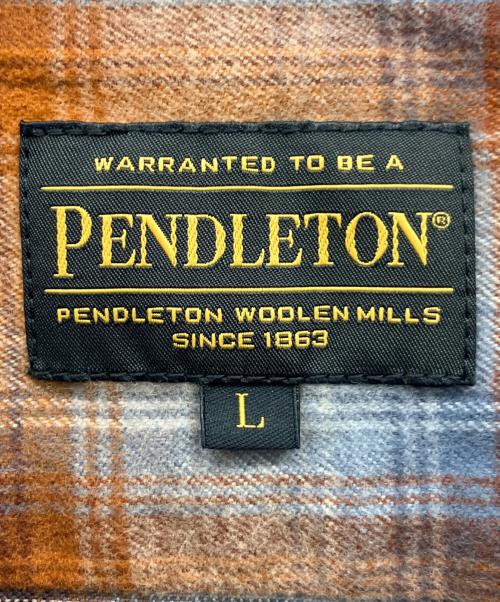 WARRANTED TO BE A
PENDLETON®
PENDLETON WOOLEN MILLS
SINCE 1863
L